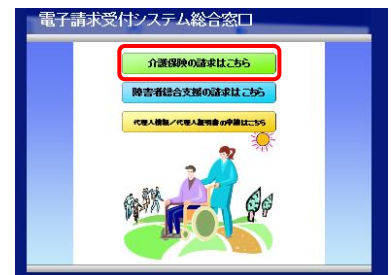 電子請求受付システム総合窓口
介護保険の請求はこちら
障害者総合支援の請求はこちら
代理人情報／代理人証明書の申請はこちら